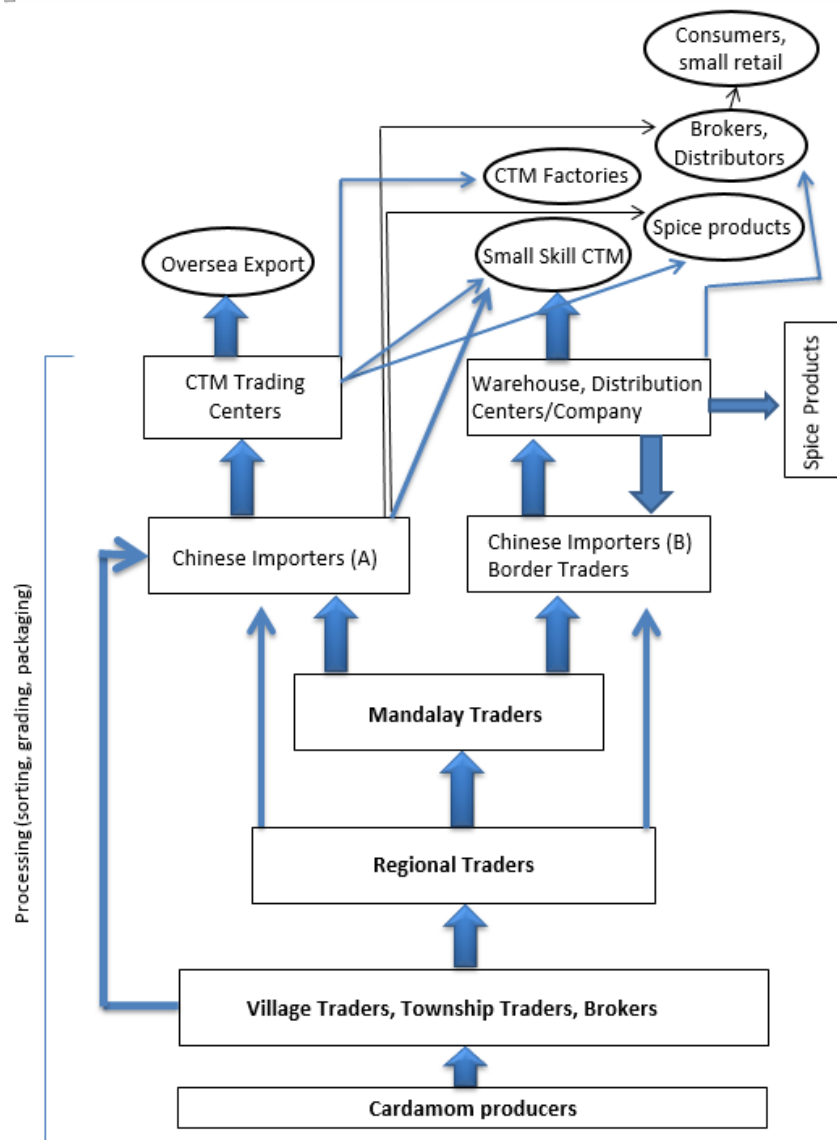 Consumers,
small retail
Brokers,
Distributors
CTM Factories
Spice products
Small Skill CTM
Oversea Export
CTM Trading
Centers
Warehouse, Distribution
Centers/Company
Spice Products
Chinese Importers (A)
Chinese Importers (B)
Border Traders
Processing (sorting, grading, packaging)
Mandalay Traders
Regional Traders
Village Traders, Township Traders, Brokers
Cardamom producers